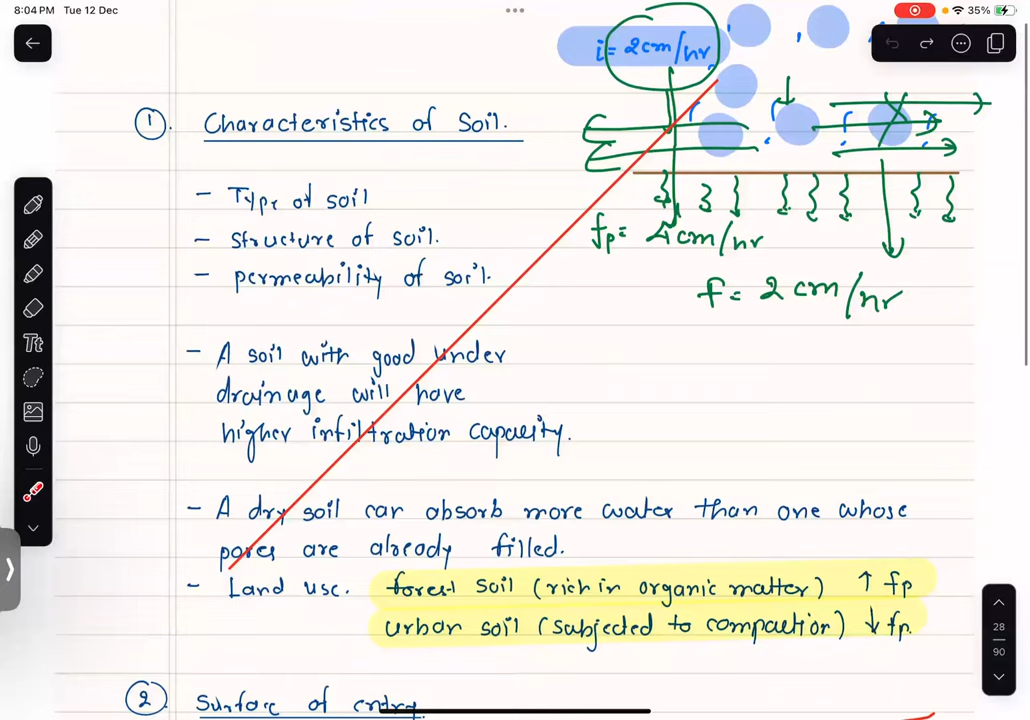 8:04 PM Tue 12 Dec
35%
i = 2cm/hr
1. Characteristics of Soil.
- Type of soil
- structure of soil.
- permeability of soil.
fp = 4cm/hr
f = 2 cm/hr
- A soil with good under
drainage will have
higher infiltration capacity.
- A dry soil can absorb more water than one whose
pores are already filled.
- Land use. forest soil (rich in organic matter) ↑ fp
urban soil (subjected to compaction) ↓ fp.
Tt
28
90
2 Surface of entry.